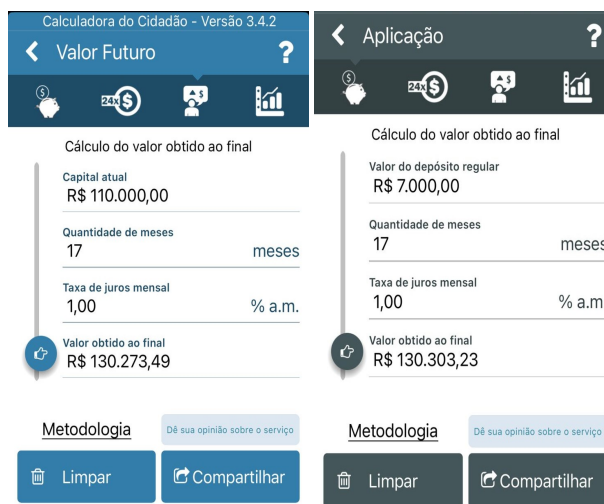 Calculadora do Cidadão - Versão 3.4.2
Valor Futuro
?
24x $
$
Cálculo do valor obtido ao final
Capital atual
R$ 110.000,00
Quantidade de meses
17 meses
Taxa de juros mensal
1,00 % a.m.
Valor obtido ao final
R$ 130.273,49
Metodologia
Dê sua opinião sobre o serviço
Limpar
Compartilhar
Aplicação
?
24x $
$
Cálculo do valor obtido ao final
Valor do depósito regular
R$ 7.000,00
Quantidade de meses
17 meses
Taxa de juros mensal
1,00 % a.m
Valor obtido ao final
R$ 130.303,23
Metodologia
Dê sua opinião sobre o serviço
Limpar
Compartilhar